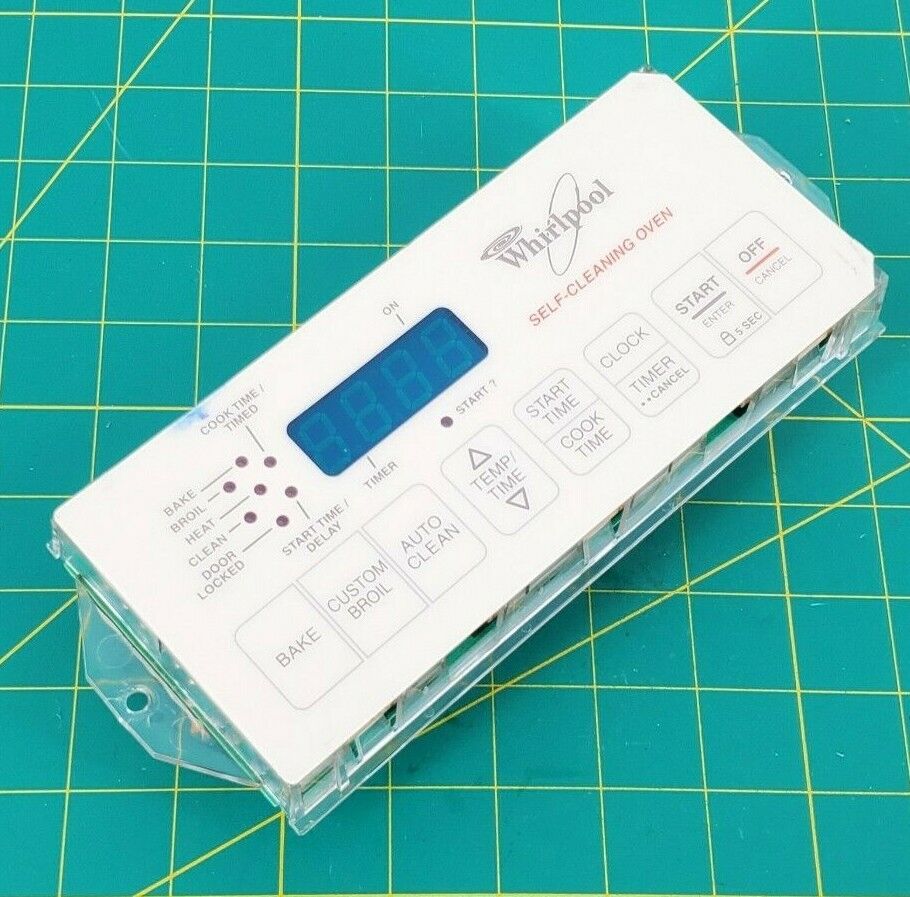 Whirlpool
SELF-CLEANING OVEN
ON
COOK TIME /
TIMED
BAKE
BROIL
HEAT
CLEAN
DOOR
LOCKED
START TIME /
DELAY
TIMER
START ?
BAKE
CUSTOM
BROIL
AUTO
CLEAN
TEMP/
TIME
START
TIME
COOK
TIME
CLOCK
TIMER
••CANCEL
START
ENTER
5 SEC
OFF
CANCEL